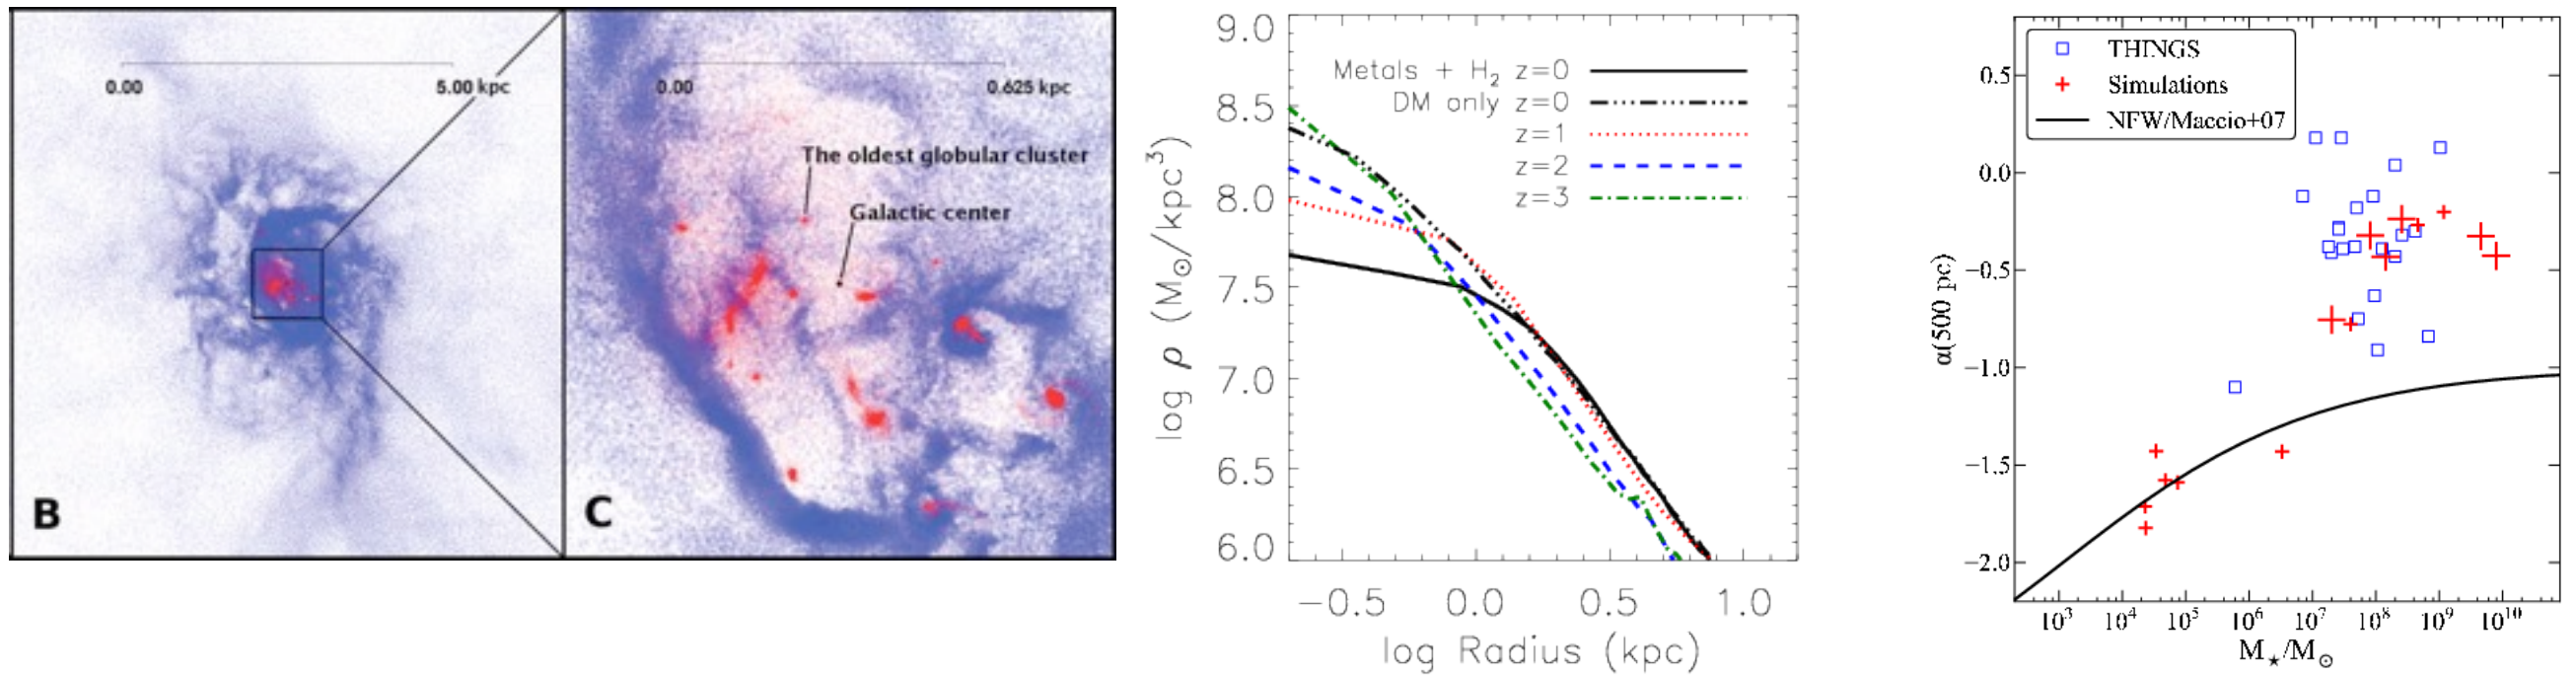 0.00
5.00 kpc
B
0.00
0.625 kpc
The oldest globular cluster
Galactic center
C
9.0
8.5
8.0
7.5
7.0
6.5
6.0
log ρ (M⊙/kpc³)
Metals + H₂ z=0
DM only z=0
z=1
z=2
z=3
−0.5
0.0
0.5
1.0
log Radius (kpc)
THINGS
Simulations
NFW/Maccio+07
0.5
0.0
−0.5
−1.0
−1.5
−2.0
α(500 pc)
10³
10⁴
10⁵
10⁶
10⁷
10⁸
10⁹
10¹⁰
M⋆/M⊙